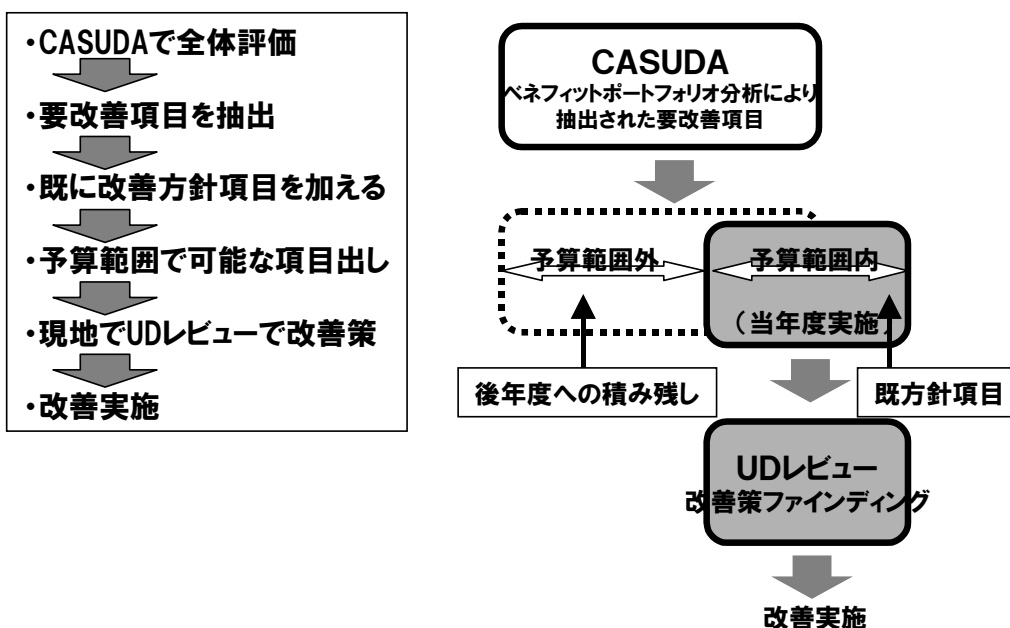 ・CASUDAで全体評価
・要改善項目を抽出
・既に改善方針項目を加える
・予算範囲で可能な項目出し
・現地でUDレビューで改善策
・改善実施
CASUDA
ベネフィットポートフォリオ分析により
抽出された要改善項目
予算範囲外
予算範囲内
（当年度実施）
後年度への積み残し
既方針項目
UDレビュー
改善策ファインディング
改善実施